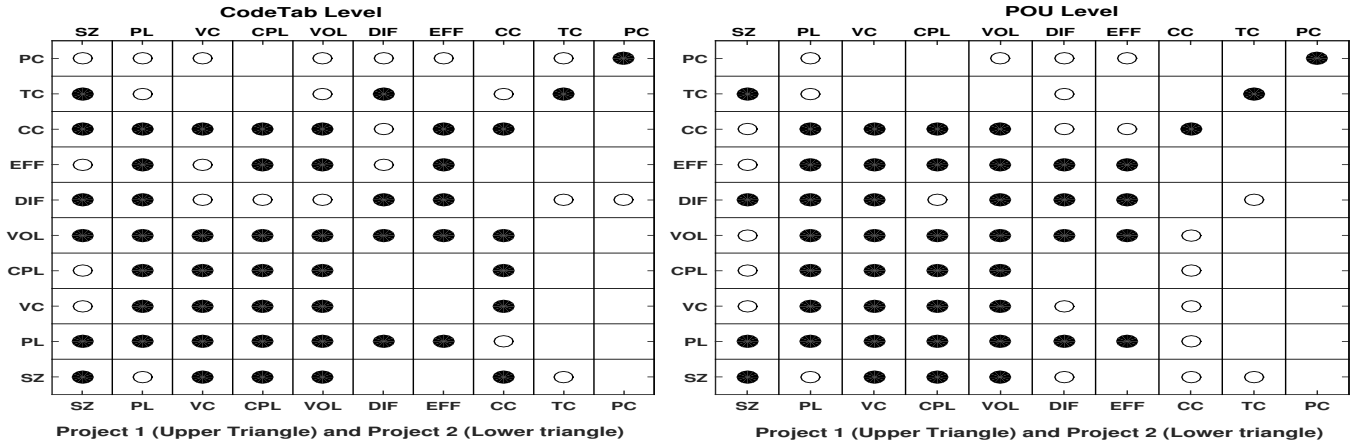 CodeTab Level
SZ PL VC CPL VOL DIF EFF CC TC PC
PC
TC
CC
EFF
DIF
VOL
CPL
VC
PL
SZ
SZ PL VC CPL VOL DIF EFF CC TC PC
Project 1 (Upper Triangle) and Project 2 (Lower triangle)
POU Level
SZ PL VC CPL VOL DIF EFF CC TC PC
PC
TC
CC
EFF
DIF
VOL
CPL
VC
PL
SZ
SZ PL VC CPL VOL DIF EFF CC TC PC
Project 1 (Upper Triangle) and Project 2 (Lower triangle)